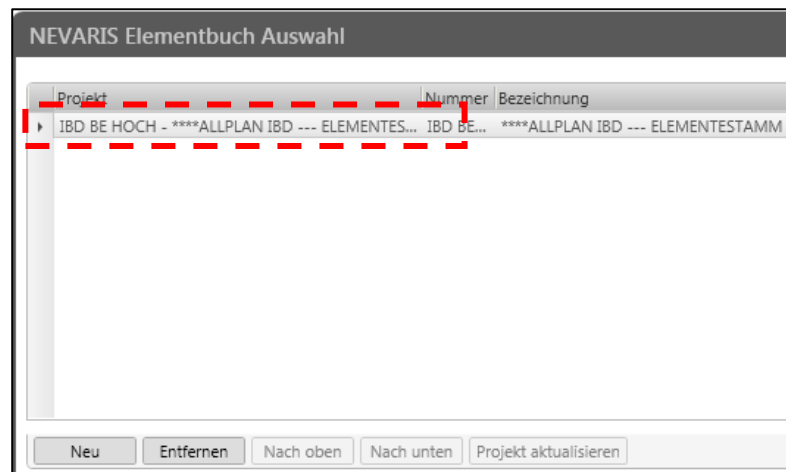 NEVARIS Elementbuch Auswahl
Projekt Nummer Bezeichnung
IBD BE HOCH - ****ALLPLAN IBD --- ELEMENTES... IBD BE... ****ALLPLAN IBD --- ELEMENTESTAMM
Neu Entfernen Nach oben Nach unten Projekt aktualisieren